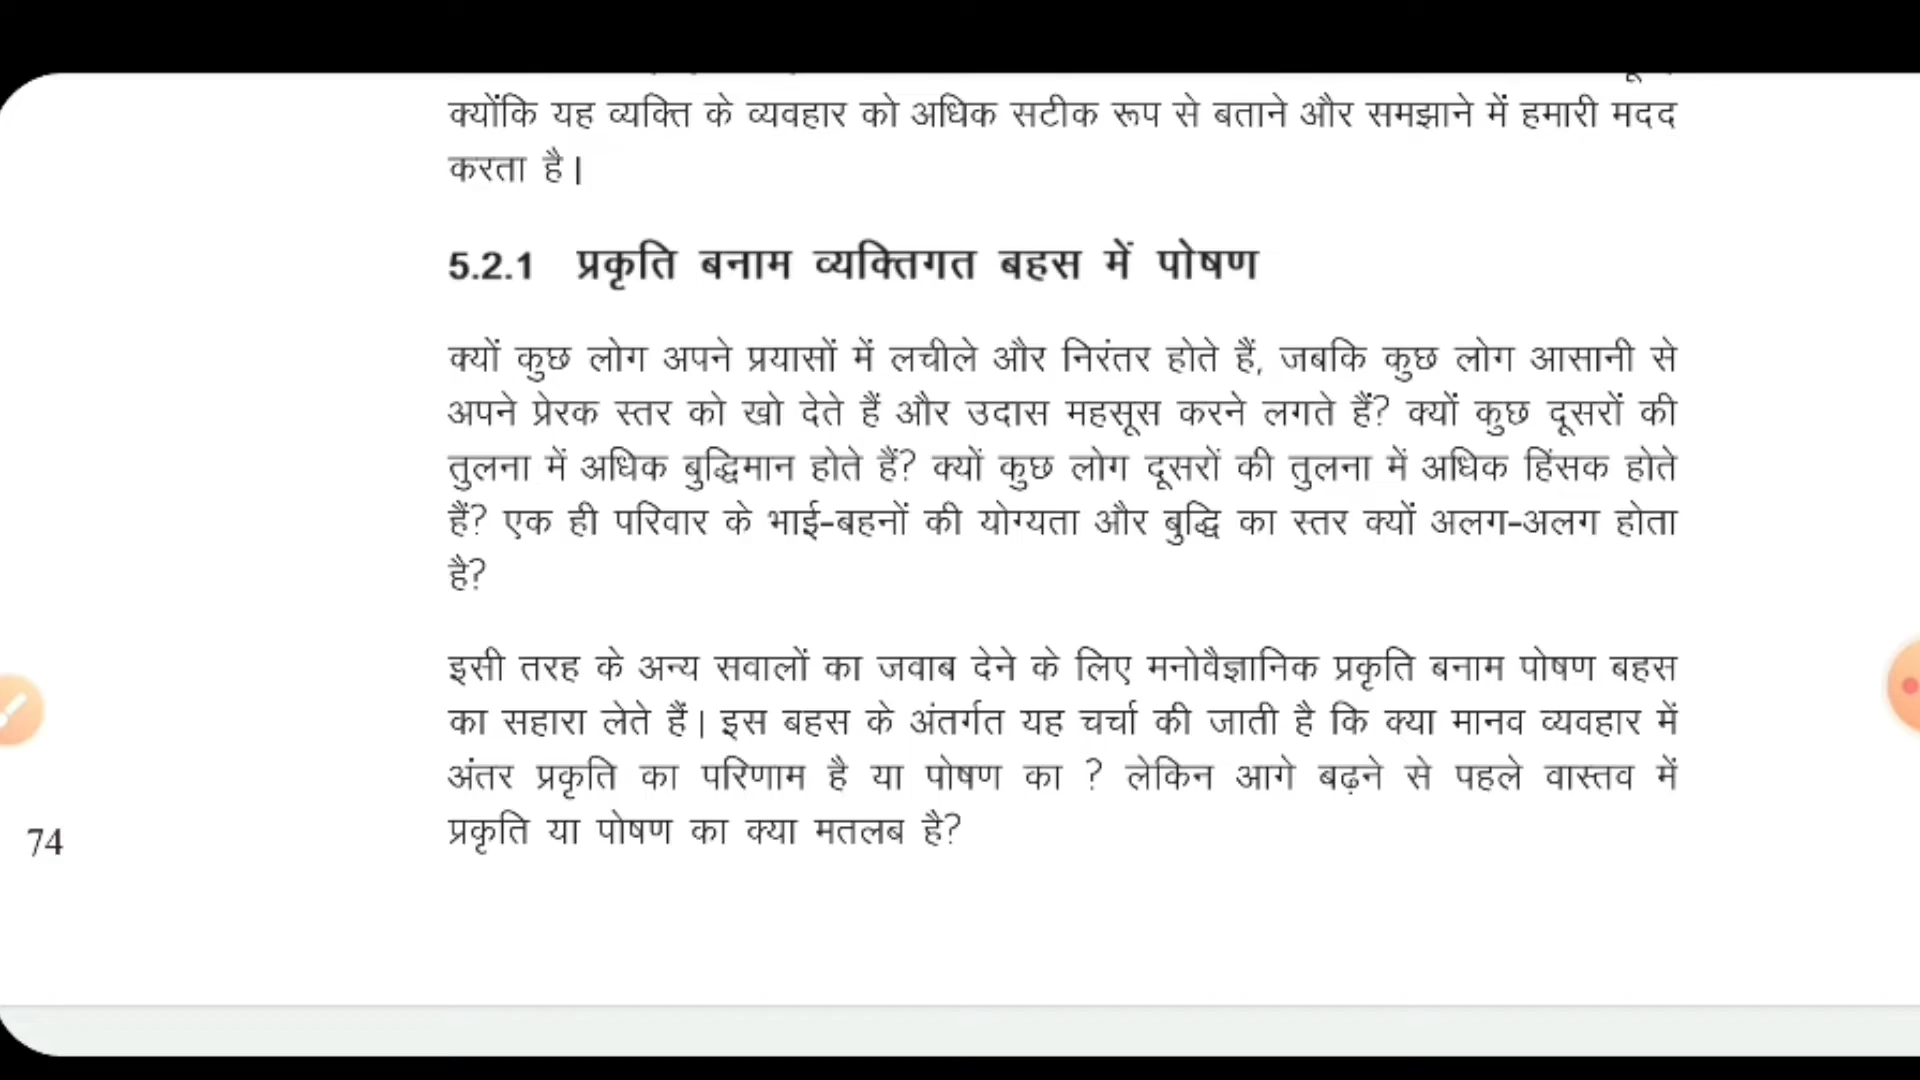 क्योंकि यह व्यक्ति के व्यवहार को अधिक सटीक रूप से बताने और समझाने में हमारी मदद
करता है।
5.2.1 प्रकृति बनाम व्यक्तिगत बहस में पोषण
क्यों कुछ लोग अपने प्रयासों में लचीले और निरंतर होते हैं, जबकि कुछ लोग आसानी से
अपने प्रेरक स्तर को खो देते हैं और उदास महसूस करने लगते हैं? क्यों कुछ दूसरों की
तुलना में अधिक बुद्धिमान होते हैं? क्यों कुछ लोग दूसरों की तुलना में अधिक हिंसक होते
हैं? एक ही परिवार के भाई-बहनों की योग्यता और बुद्धि का स्तर क्यों अलग-अलग होता
है?
इसी तरह के अन्य सवालों का जवाब देने के लिए मनोवैज्ञानिक प्रकृति बनाम पोषण बहस
का सहारा लेते हैं। इस बहस के अंतर्गत यह चर्चा की जाती है कि क्या मानव व्यवहार में
अंतर प्रकृति का परिणाम है या पोषण का ? लेकिन आगे बढ़ने से पहले वास्तव में
प्रकृति या पोषण का क्या मतलब है?
74